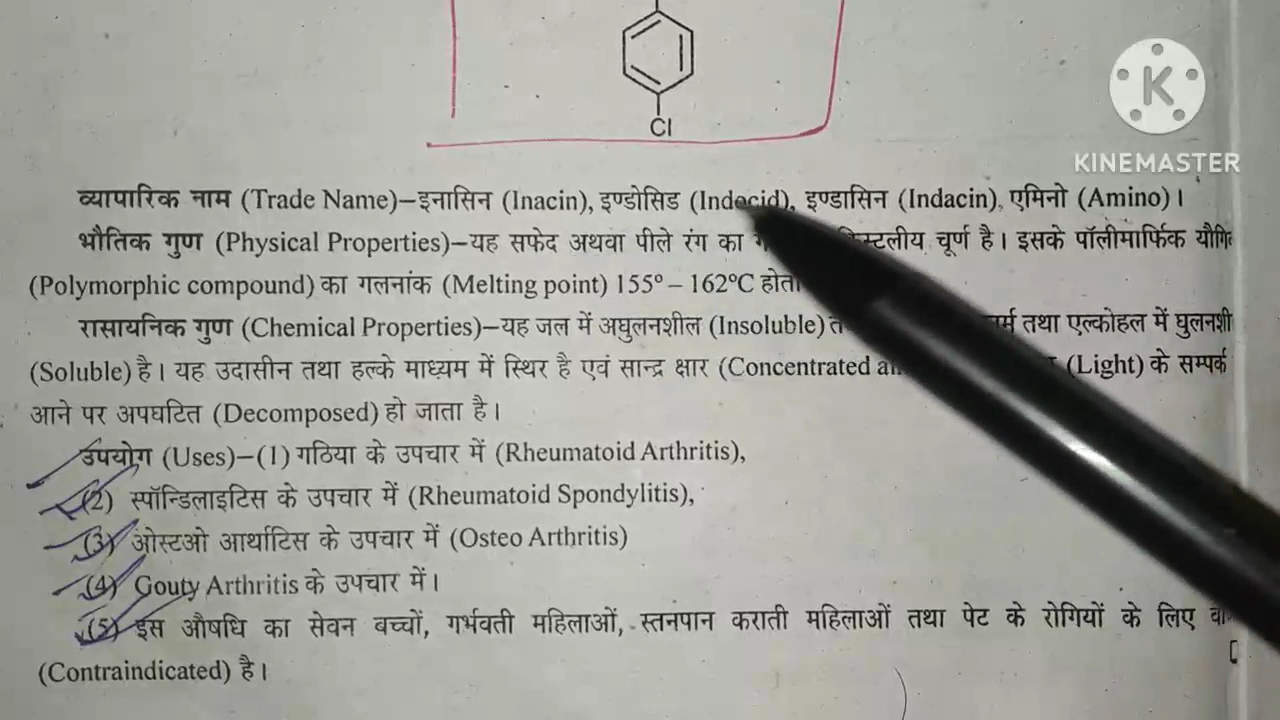 Cl
K
KINEMASTER
व्यापारिक नाम (Trade Name)–इनासिन (Inacin), इण्डोसिड (Indecid), इण्डासिन (Indacin), एमिनो (Amino)।
भौतिक गुण (Physical Properties)–यह सफेद अथवा पीले रंग का चूर्ण है। इसके पॉलीमार्फिक
(Polymorphic compound) का गलनांक (Melting point) 155° – 162°C
रासायनिक गुण (Chemical Properties)–यह जल में अघुलनशील (Insoluble) तथा एल्कोहल में
(Soluble) है। यह उदासीन तथा हल्के माध्यम में स्थिर है एवं सान्द्र क्षार (Concentrated (Light) के सम्पर्क
आने पर अपघटित (Decomposed) हो जाता है।
उपयोग (Uses)–(1) गठिया के उपचार में (Rheumatoid Arthritis),
(2) स्पॉन्डिलाइटिस के उपचार में (Rheumatoid Spondylitis),
(3) ओस्टओ आर्थाटिस के उपचार में (Osteo Arthritis)
(4) Gouty Arthritis के उपचार में।
(5) इस औषधि का सेवन बच्चों, गर्भवती महिलाओं, स्तनपान कराती महिलाओं तथा पेट के रोगियों के लिए
(Contraindicated) है।